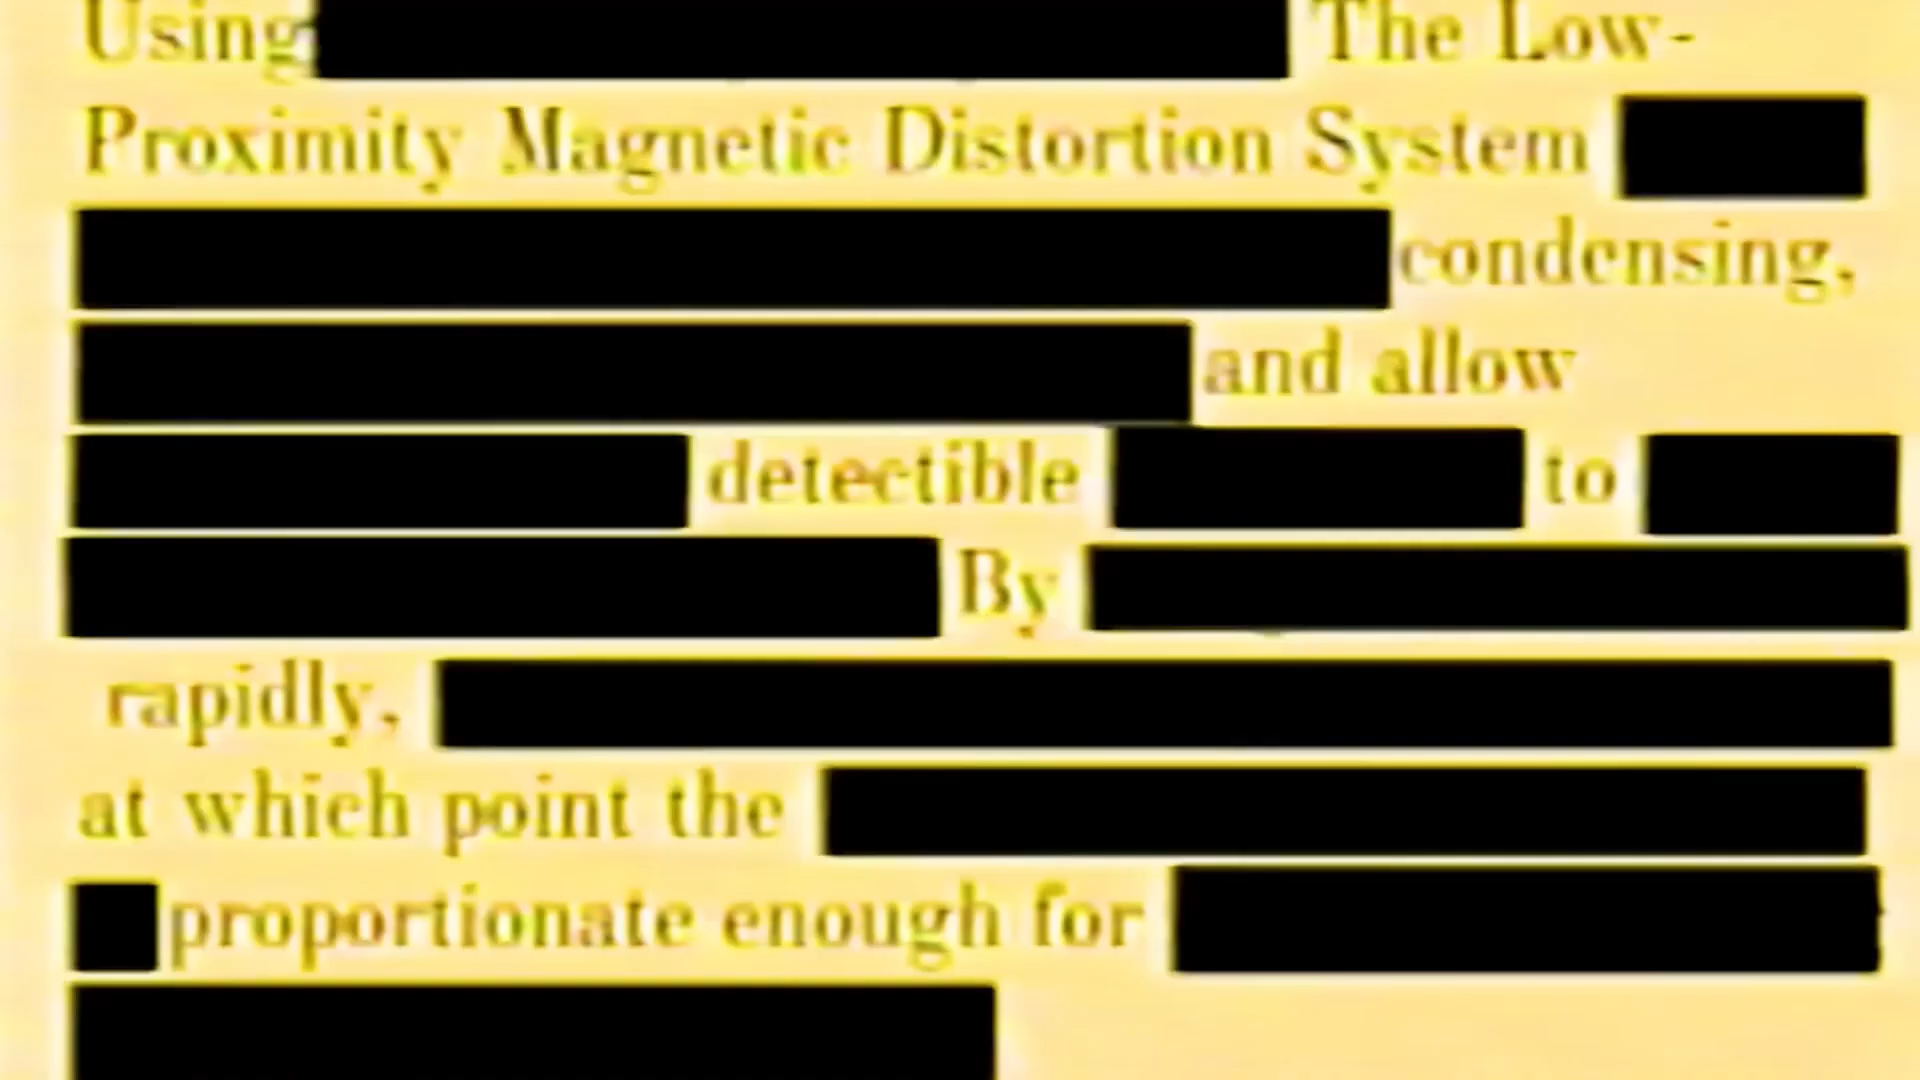 Using The Low-
Proximity Magnetic Distortion System
condensing,
and allow
detectible to
By
rapidly,
at which point the
proportionate enough for